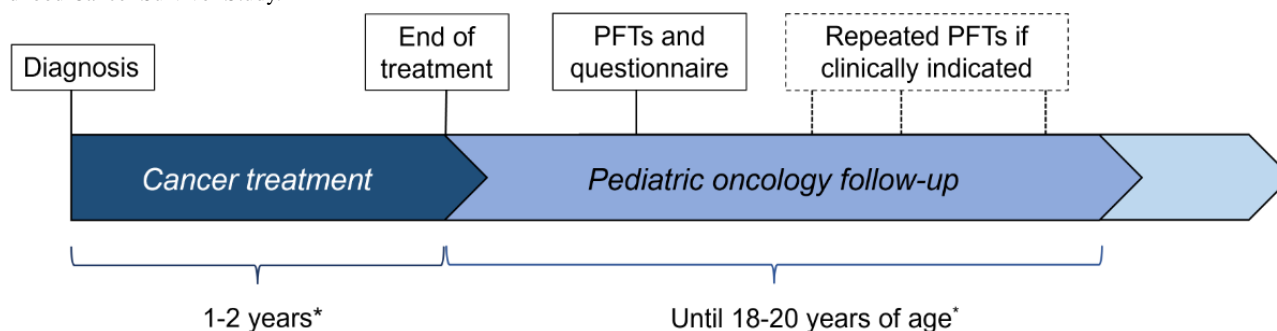 Diagnosis
End of
treatment
PFTs and
questionnaire
Repeated PFTs if
clinically indicated
Cancer treatment
Pediatric oncology follow-up
1-2 years*
Until 18-20 years of age*